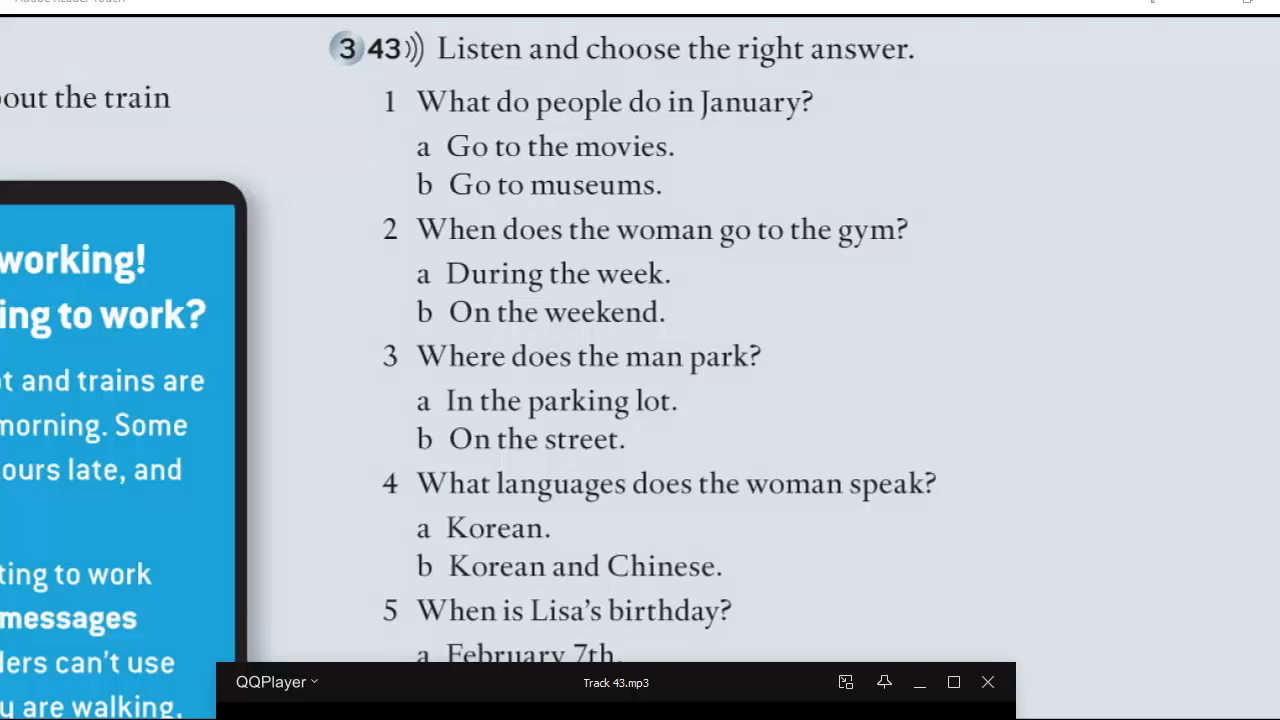 3 43 Listen and choose the right answer.
out the train
1 What do people do in January?
a Go to the movies.
b Go to museums.
2 When does the woman go to the gym?
a During the week.
b On the weekend.
3 Where does the man park?
a In the parking lot.
b On the street.
4 What languages does the woman speak?
a Korean.
b Korean and Chinese.
5 When is Lisa's birthday?
a February 7th.
working!
ing to work?
t and trains are
morning. Some
ours late, and
ting to work
messages
ders can't use
u are walking,
QQPlayer
Track 43.mp3